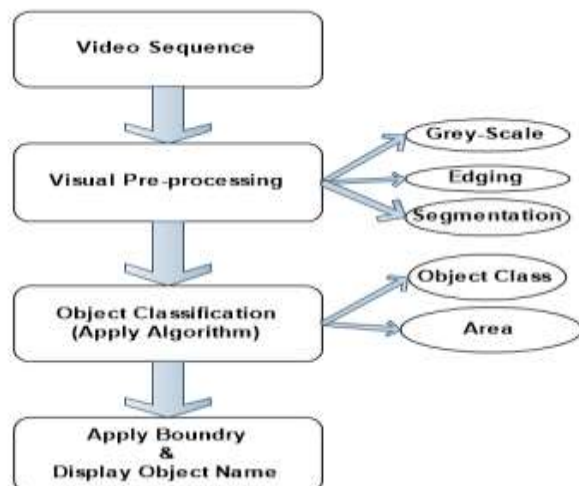 Video Sequence
Visual Pre-processing
Grey-Scale
Edging
Segmentation
Object Classification
(Apply Algorithm)
Object Class
Area
Apply Boundry
&
Display Object Name